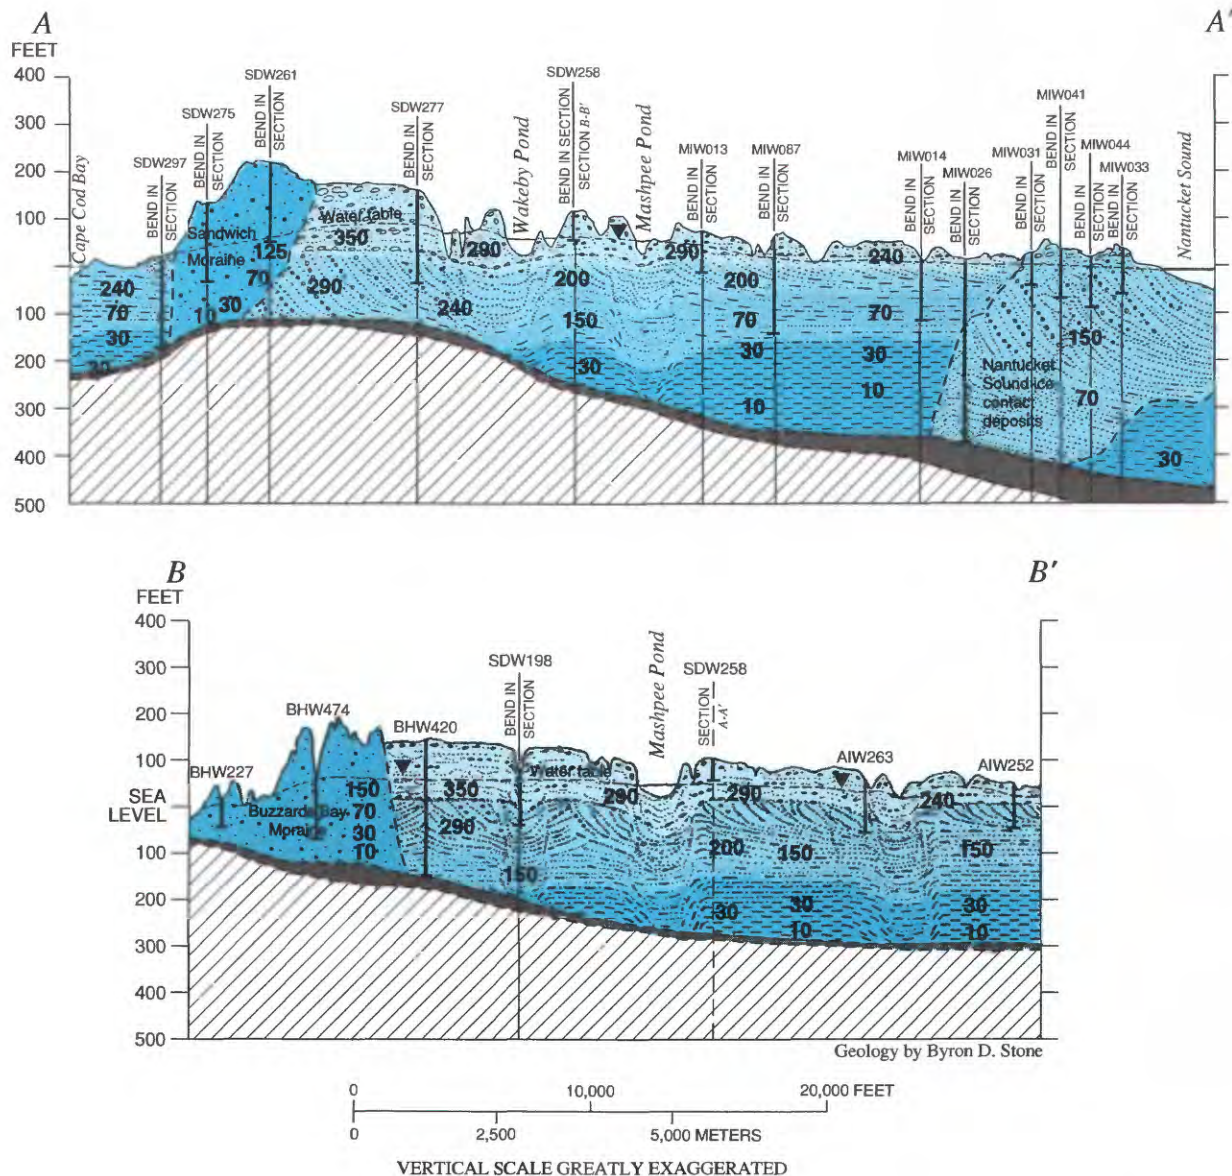 A A′
FEET
400
300
200
100
100
200
300
400
500
Cape Cod Bay
SDW297
BEND IN SECTION
SDW275
BEND IN SECTION
SDW261
BEND IN SECTION
SDW277
BEND IN SECTION
Wakeby Pond
SDW258
BEND IN SECTION
SECTION B-B'
Mashpee Pond
MIW013
BEND IN SECTION
MIW087
BEND IN SECTION
MIW014
BEND IN SECTION
MIW026
BEND IN SECTION
MIW031
BEND IN SECTION
MIW041
BEND IN SECTION
MIW044
BEND IN SECTION
MIW033
BEND IN SECTION
Nantucket Sound
Sandwich
Moraine
Water table
350
290
290
240
125
70
30
10
240
70
30
30
290
240
200
150
30
200
70
30
10
70
30
10
150
70
30
Nantucket
Sound ice
contact
deposits
B B′
FEET
400
300
200
100
SEA
LEVEL
100
200
300
400
500
BHW227
BHW474
BHW420
SDW198
BEND IN SECTION
Mashpee Pond
SDW258
SECTION A-A'
AIW263
AIW252
Buzzards Bay
Moraine
150
70
30
10
350
290
Water table
290
290
240
150
200
150
150
30
30
10
30
10
Geology by Byron D. Stone
0 10,000 20,000 FEET
0 2,500 5,000 METERS
VERTICAL SCALE GREATLY EXAGGERATED